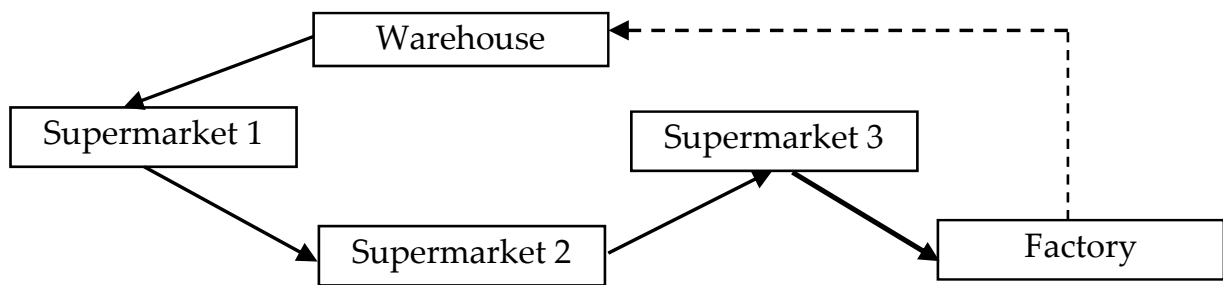 Warehouse
Supermarket 1
Supermarket 3
Supermarket 2
Factory